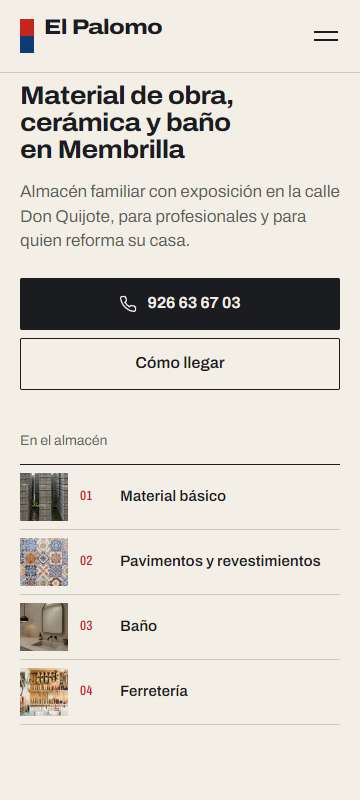 El Palomo
Material de obra,
cerámica y baño
en Membrilla
Almacén familiar con exposición en la calle
Don Quijote, para profesionales y para
quien reforma su casa.
926 63 67 03
Cómo llegar
En el almacén
01 Material básico
02 Pavimentos y revestimientos
03 Baño
04 Ferretería